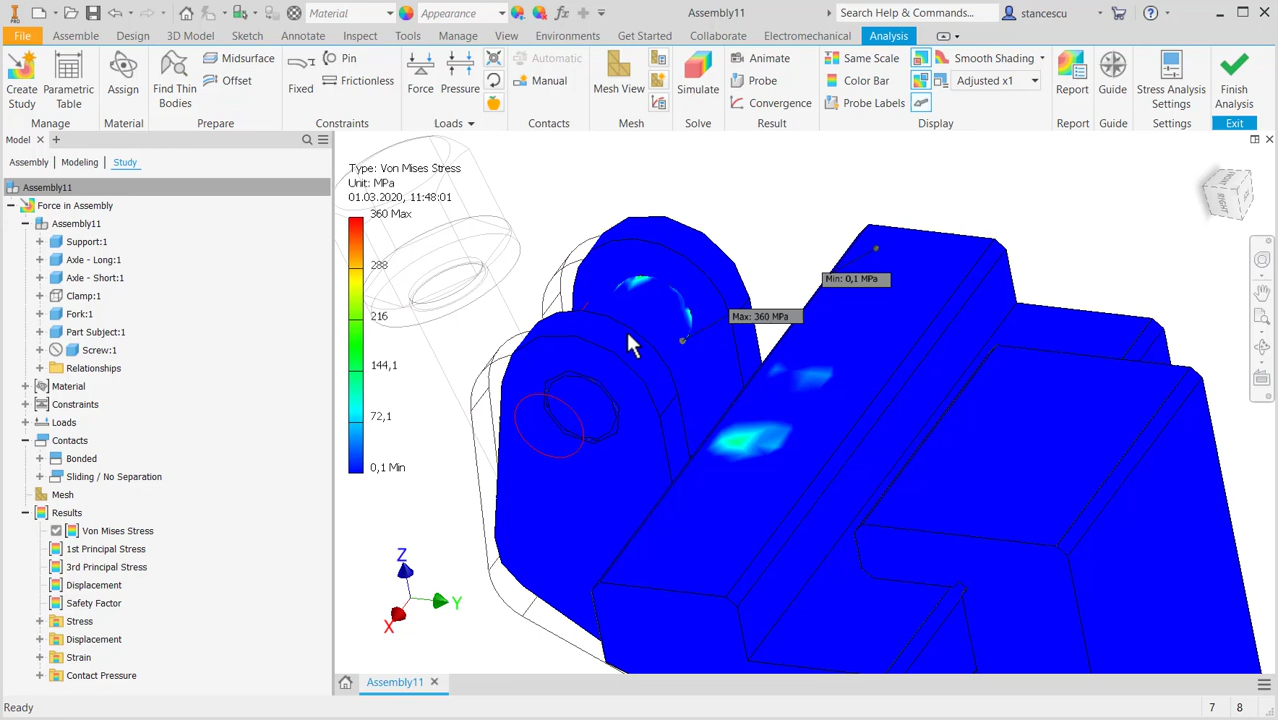 PRO
Material
Appearance
Assembly11
Search Help & Commands...
stancescu
File
Assemble
Design
3D Model
Sketch
Annotate
Inspect
Tools
Manage
View
Environments
Get Started
Collaborate
Electromechanical
Analysis
Create Study
Parametric Table
Manage
Assign
Material
Find Thin Bodies
Midsurface
Offset
Prepare
Fixed
Pin
Frictionless
Constraints
Force
Pressure
Loads
Automatic
Manual
Contacts
Mesh View
Mesh
Simulate
Solve
Animate
Probe
Convergence
Result
Same Scale
Color Bar
Probe Labels
Smooth Shading
Adjusted x1
Display
Report
Report
Guide
Guide
Stress Analysis Settings
Settings
Finish Analysis
Exit
Model
Assembly
Modeling
Study
Assembly11
Force in Assembly
Assembly11
Support:1
Axle - Long:1
Axle - Short:1
Clamp:1
Fork:1
Part Subject:1
Screw:1
Relationships
Material
Constraints
Loads
Contacts
Bonded
Sliding / No Separation
Mesh
Results
Von Mises Stress
1st Principal Stress
3rd Principal Stress
Displacement
Safety Factor
Stress
Displacement
Strain
Contact Pressure
Type: Von Mises Stress
Unit: MPa
01.03.2020, 11:48:01
360 Max
288
216
144,1
72,1
0,1 Min
Min: 0,1 MPa
Max: 360 MPa
RIGHT
Z
Y
X
Assembly11
Ready
7
8